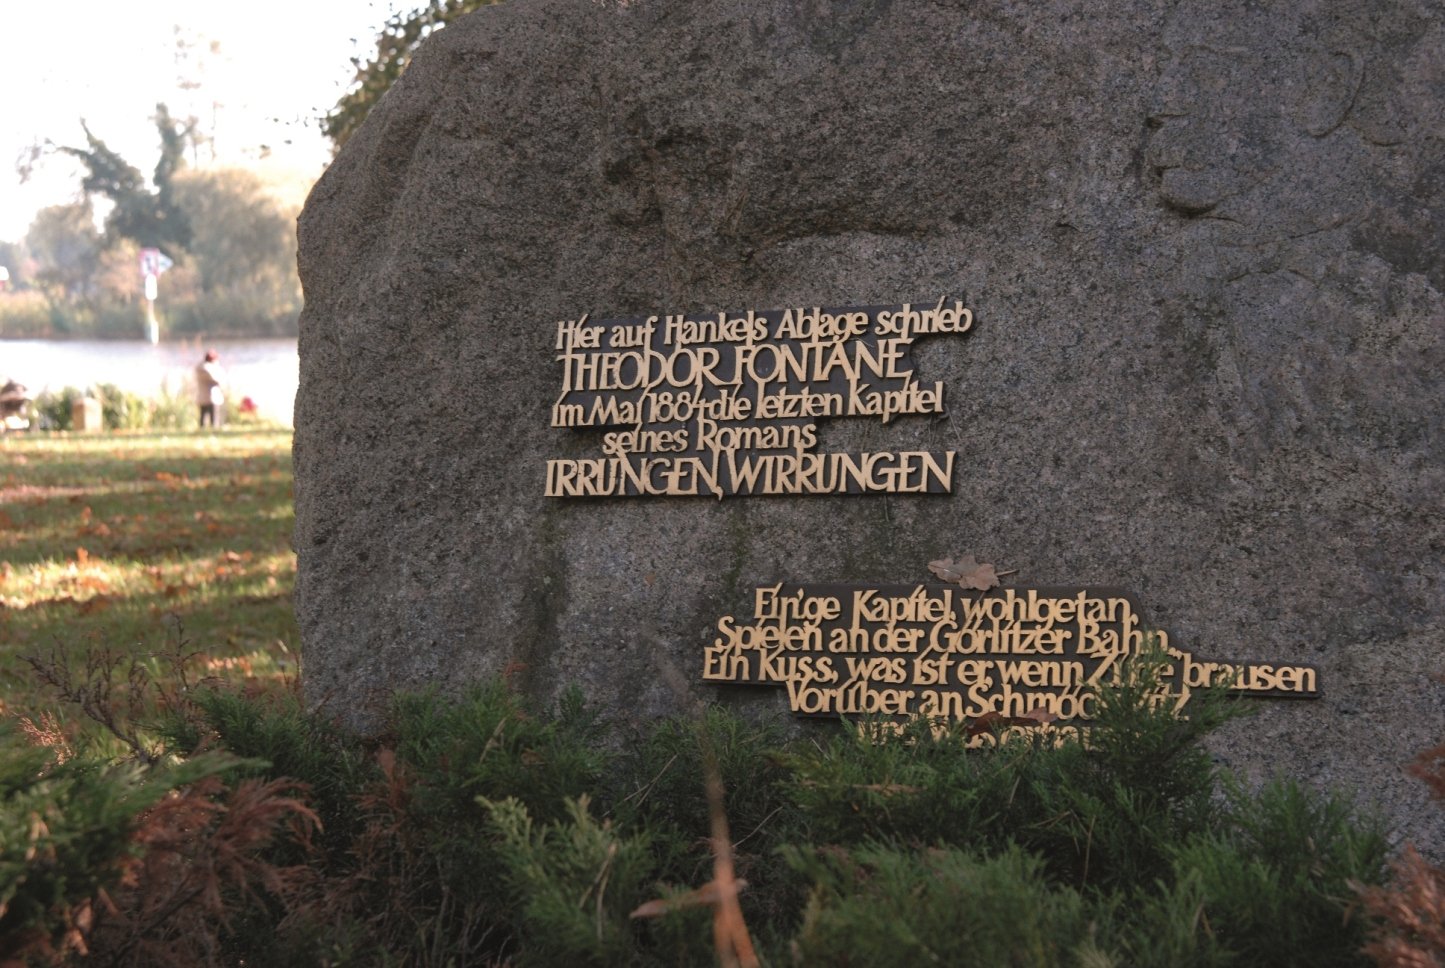 Hier auf Hankels Ablage schrieb
THEODOR FONTANE
im Mai 1884 die letzten Kapitel
seines Romans
IRRUNGEN, WIRRUNGEN
Ein'ge Kapitel wohlgetan,
Spielen an der Görlitzer Bahn..
Ein Kuss, was ist er, wenn Züge brausen
Vorüber an